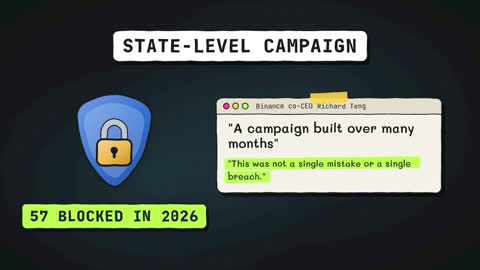 STATE-LEVEL CAMPAIGN
57 BLOCKED IN 2026
Binance co-CEO Richard Teng
"A campaign built over many
months"
"This was not a single mistake or a single
breach."